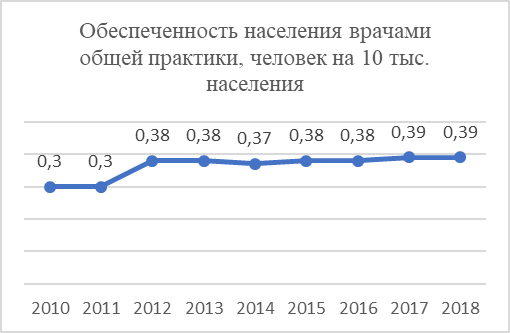 Обеспеченность населения врачами
общей практики, человек на 10 тыс.
населения
0,3 0,3 0,38 0,38 0,37 0,38 0,38 0,39 0,39
2010 2011 2012 2013 2014 2015 2016 2017 2018